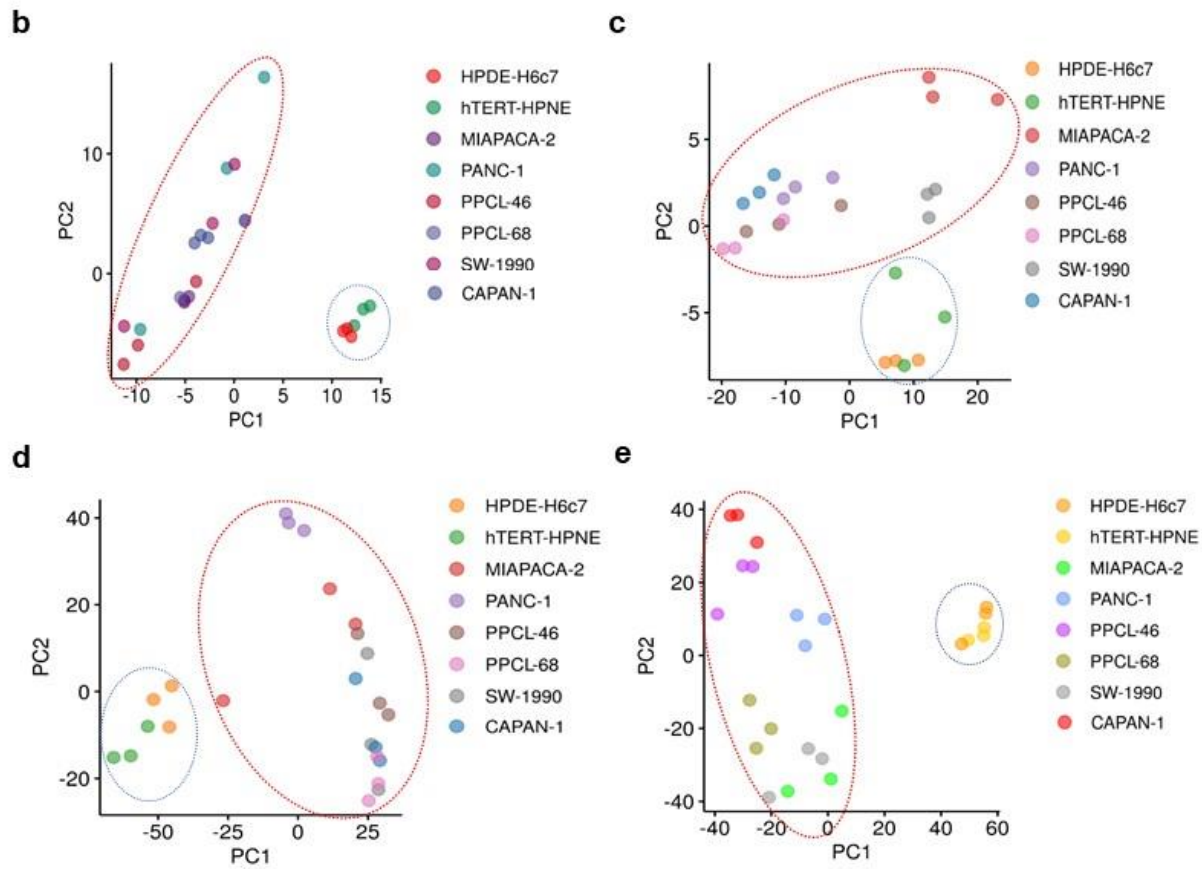 b
10
0
PC2
-10
-5
0
5
10
15
PC1
HPDE-H6c7
hTERT-HPNE
MIAPACA-2
PANC-1
PPCL-46
PPCL-68
SW-1990
CAPAN-1
c
5
0
-5
PC2
-20
-10
0
10
20
PC1
HPDE-H6c7
hTERT-HPNE
MIAPACA-2
PANC-1
PPCL-46
PPCL-68
SW-1990
CAPAN-1
d
40
20
0
-20
PC2
-50
-25
0
25
PC1
HPDE-H6c7
hTERT-HPNE
MIAPACA-2
PANC-1
PPCL-46
PPCL-68
SW-1990
CAPAN-1
e
40
20
0
-20
-40
PC2
-40
-20
0
20
40
60
PC1
HPDE-H6c7
hTERT-HPNE
MIAPACA-2
PANC-1
PPCL-46
PPCL-68
SW-1990
CAPAN-1